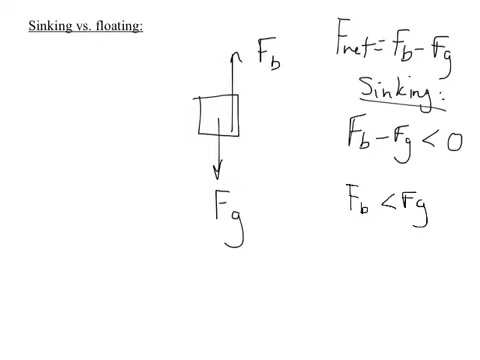 Sinking vs. floating:
F_b
F_net = F_b - F_g
Sinking:
F_b - F_g < 0
F_g
F_b < F_g